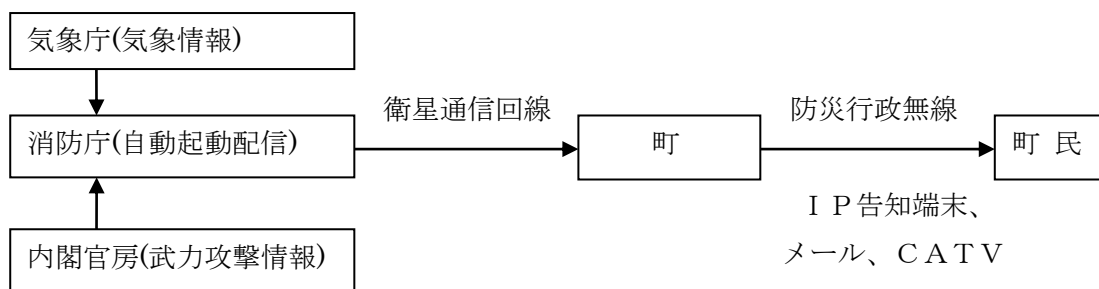 気象庁(気象情報)
消防庁(自動起動配信)
内閣官房(武力攻撃情報)
衛星通信回線
町
防災行政無線
ＩＰ告知端末、
メール、ＣＡＴＶ
町 民